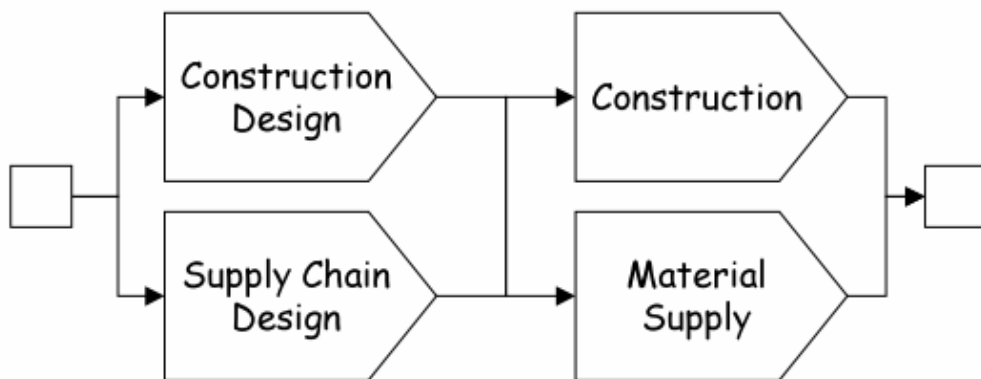 Construction
Design
Construction
Supply Chain
Design
Material
Supply